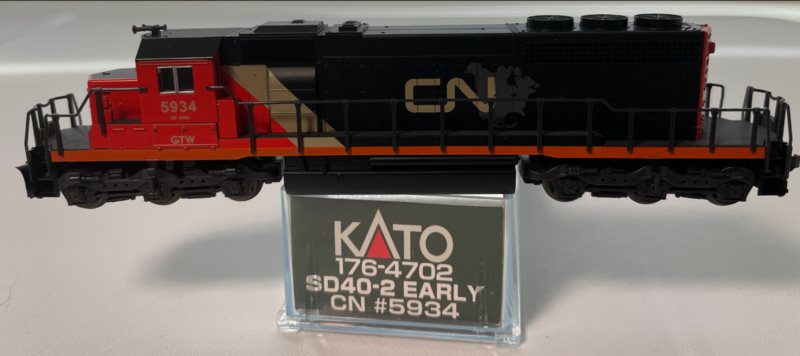 5934
GTW
CN
KATO
176-4702
SD40-2 EARLY
CN #5934